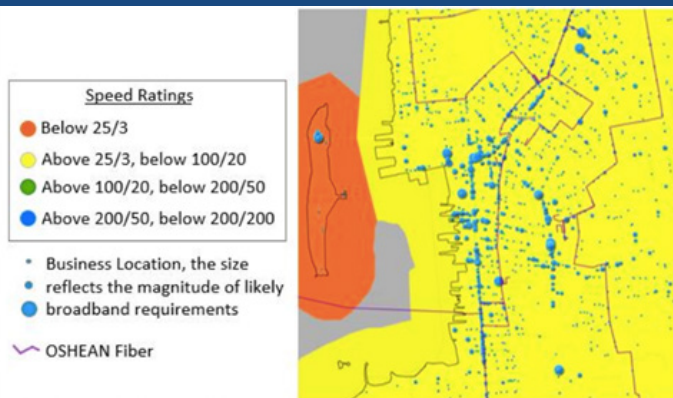 Speed Ratings
Below 25/3
Above 25/3, below 100/20
Above 100/20, below 200/50
Above 200/50, below 200/200
Business Location, the size
reflects the magnitude of likely
broadband requirements
OSHEAN Fiber